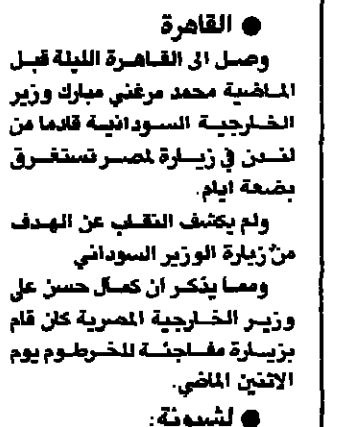 ● القاهرة
وصل الى القاهرة الليلة قبل
الماضية محمد مرغني مبارك وزير
الخارجية السودانية قادما من
لندن في زيارة لمصر تستغرق
بضعة ايام.
ولم يكشف النقاب عن الهدف
من زيارة الوزير السوداني
ومما يذكر ان كمال حسن علي
وزير الخارجية المصرية كان قام
بزيارة مفاجئة للخرطوم يوم
الاثنين الماضي.
● لشبونة: